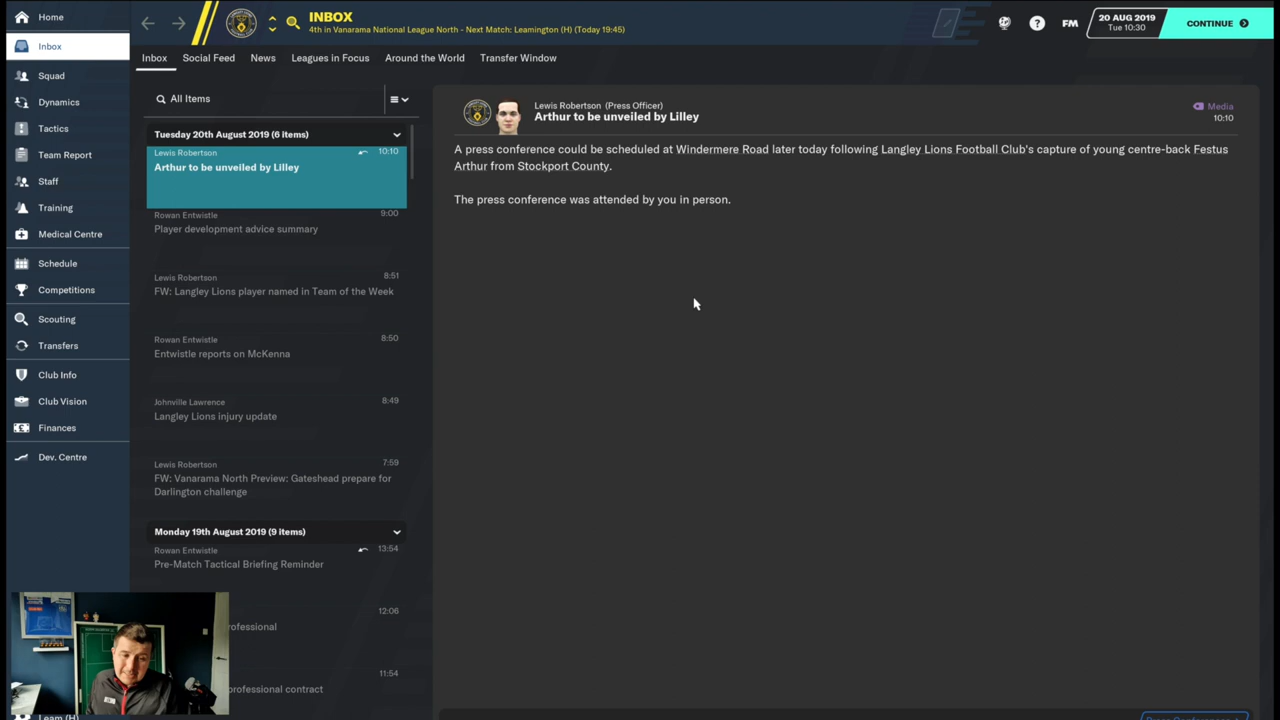 Home
Inbox
Squad
Dynamics
Tactics
Team Report
Staff
Training
Medical Centre
Schedule
Competitions
Scouting
Transfers
Club Info
Club Vision
Finances
Dev. Centre
INBOX
4th in Vanarama National League North - Next Match: Leamington (H) (Today 19:45)
FM
20 AUG 2019
Tue 10:30
CONTINUE
Inbox
Social Feed
News
Leagues in Focus
Around the World
Transfer Window
All Items
Tuesday 20th August 2019 (6 items)
Lewis Robertson 10:10
Arthur to be unveiled by Lilley
Rowan Entwistle 9:00
Player development advice summary
Lewis Robertson 8:51
FW: Langley Lions player named in Team of the Week
Rowan Entwistle 8:50
Entwistle reports on McKenna
Johnville Lawrence 8:49
Langley Lions injury update
Lewis Robertson 7:59
FW: Vanarama North Preview: Gateshead prepare for
Darlington challenge
Monday 19th August 2019 (9 items)
Rowan Entwistle 13:54
Pre-Match Tactical Briefing Reminder
12:06
ofessional
11:54
professional contract
Lewis Robertson (Press Officer)
Arthur to be unveiled by Lilley
Media
10:10
A press conference could be scheduled at Windermere Road later today following Langley Lions Football Club's capture of young centre-back Festus
Arthur from Stockport County.
The press conference was attended by you in person.